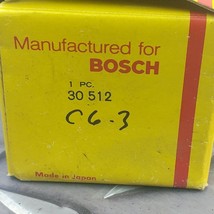 Manufactured for
BOSCH
1 PC.
30 512
C6-3
Made in Japan